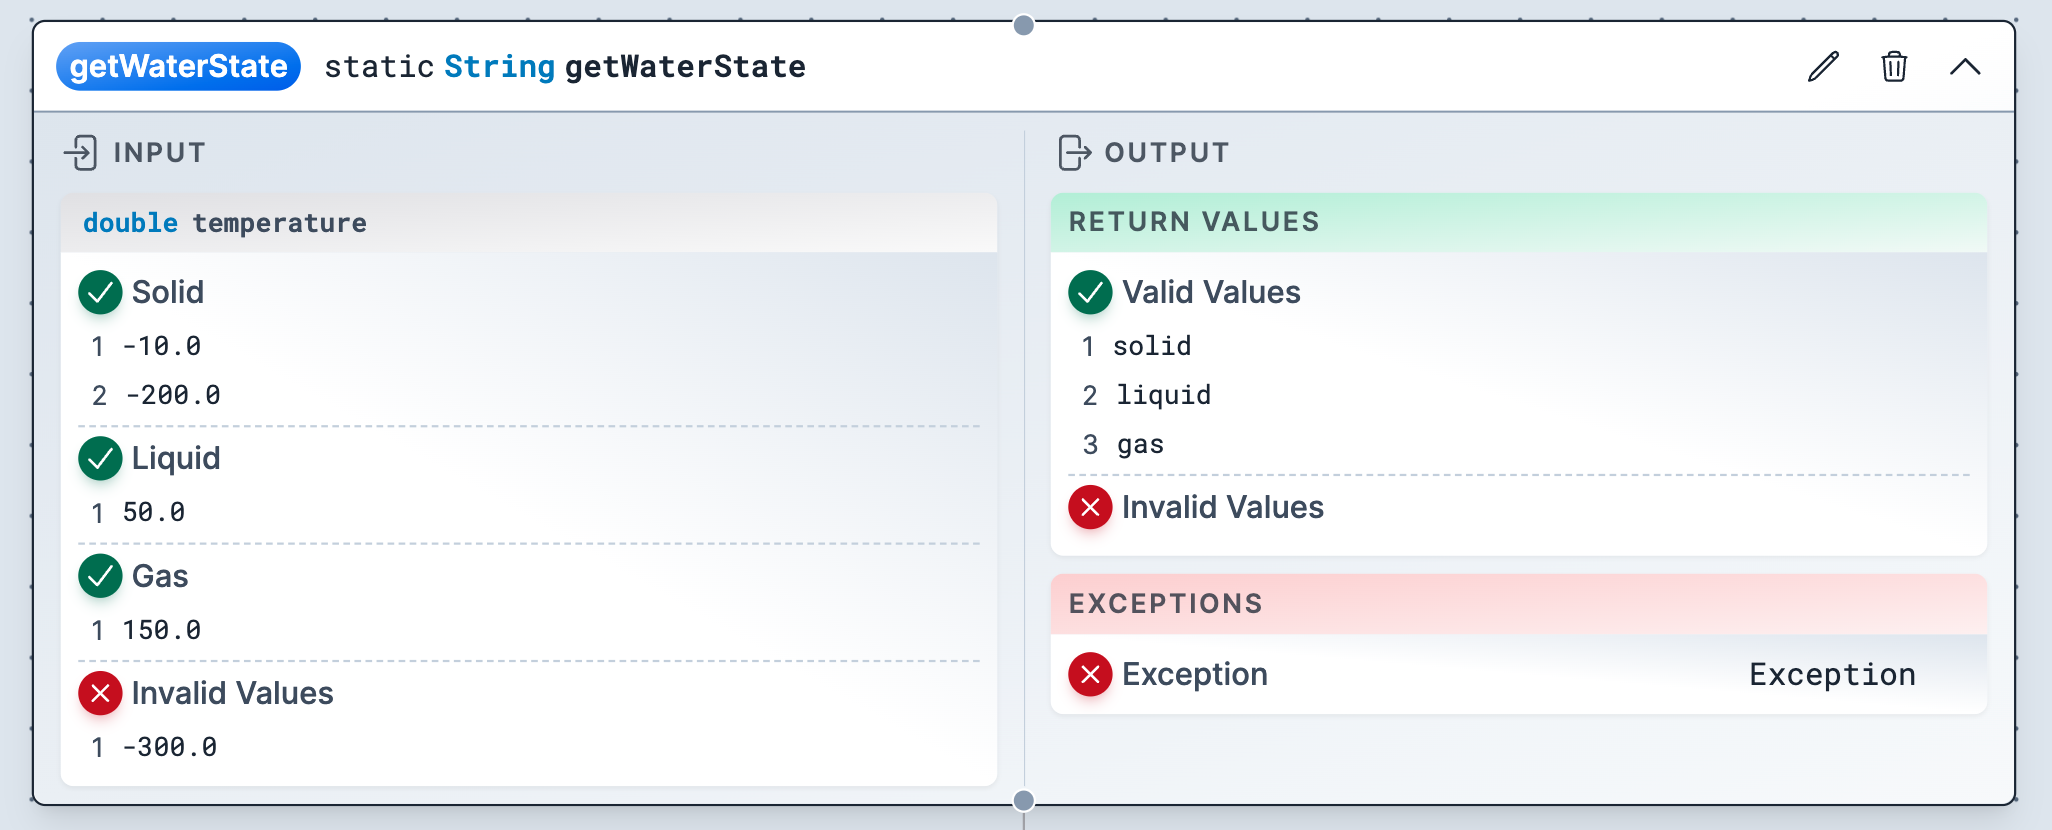 getWaterState static String getWaterState
INPUT
double temperature
Solid
1 -10.0
2 -200.0
Liquid
1 50.0
Gas
1 150.0
Invalid Values
1 -300.0
OUTPUT
RETURN VALUES
Valid Values
1 solid
2 liquid
3 gas
Invalid Values
EXCEPTIONS
Exception Exception